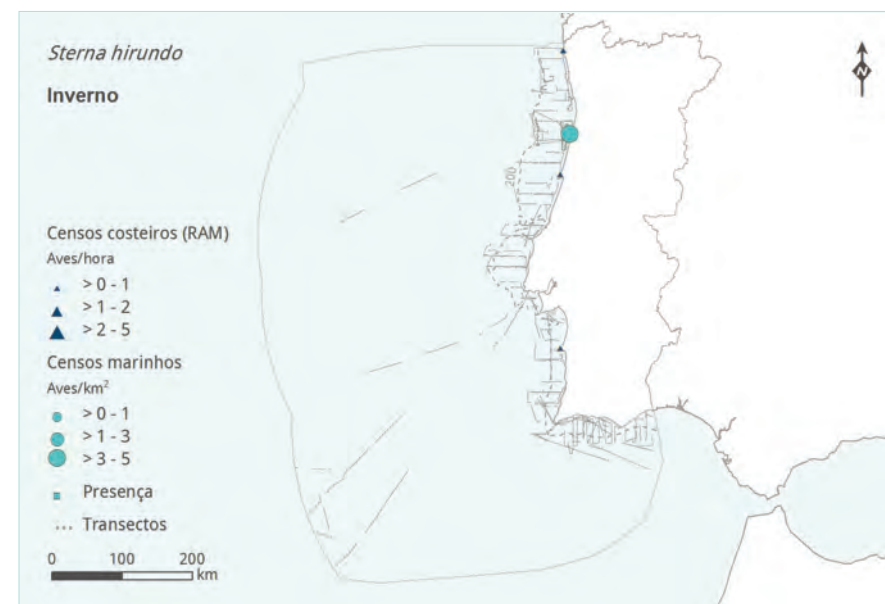 Sterna hirundo
Inverno
N
200
Censos costeiros (RAM)
Aves/hora
> 0 - 1
> 1 - 2
> 2 - 5
Censos marinhos
Aves/km²
> 0 - 1
> 1 - 3
> 3 - 5
Presença
Transectos
0 100 200
km